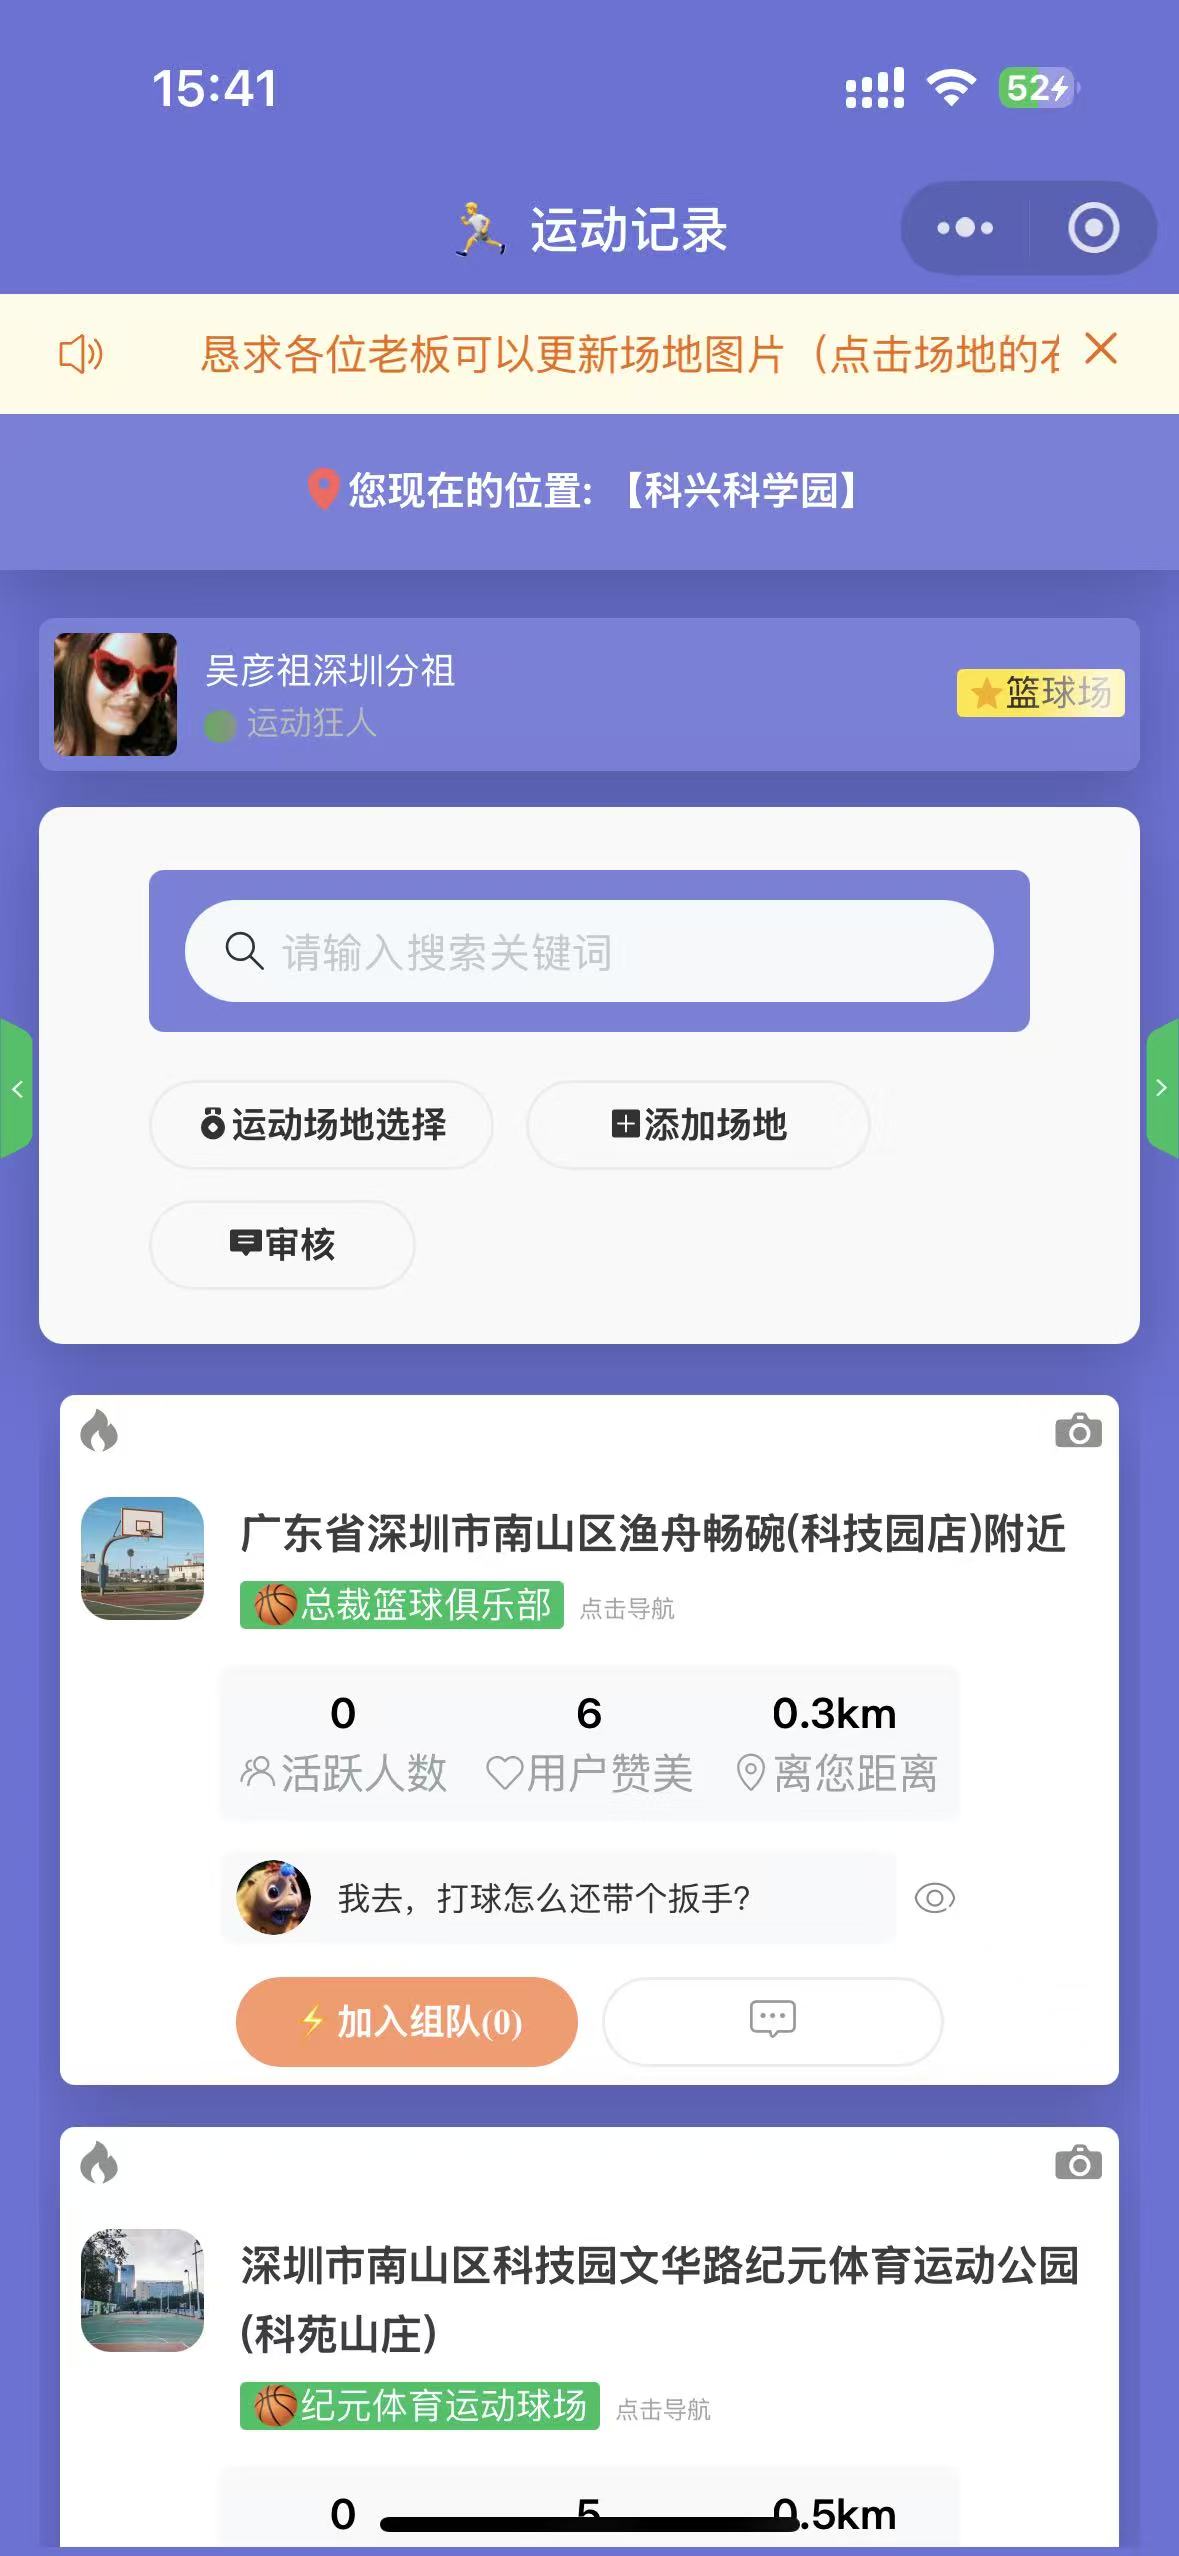 15:41
52
运动记录
恳求各位老板可以更新场地图片（点击场地的
您现在的位置:【科兴科学园】
吴彦祖深圳分祖
运动狂人
篮球场
请输入搜索关键词
运动场地选择
添加场地
审核
广东省深圳市南山区渔舟畅碗(科技园店)附近
总裁篮球俱乐部 点击导航
0 6 0.3km
活跃人数 用户赞美 离您距离
我去，打球怎么还带个扳手?
加入组队(0)
深圳市南山区科技园文华路纪元体育运动公园
(科苑山庄)
纪元体育运动球场 点击导航
0 5 0.5km